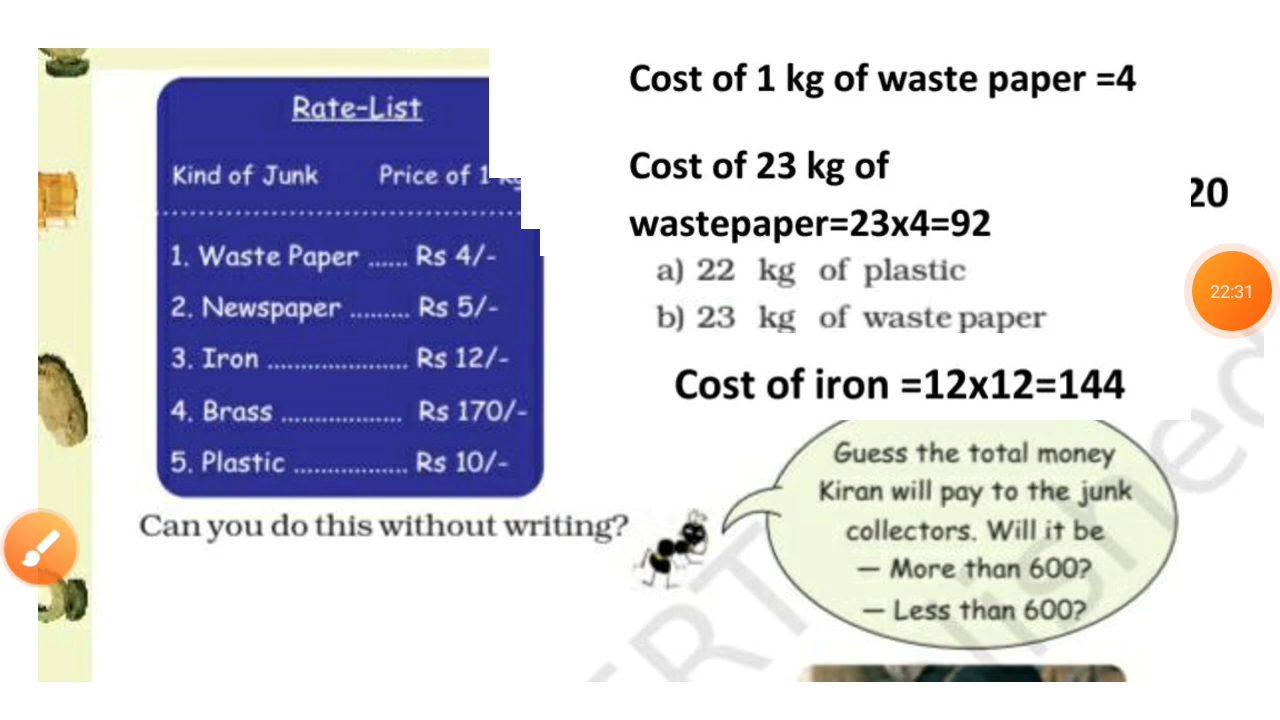 Rate-List
Kind of Junk Price of 1 kg
1. Waste Paper ...... Rs 4/-
2. Newspaper ......... Rs 5/-
3. Iron ..................... Rs 12/-
4. Brass .................. Rs 170/-
5. Plastic ................. Rs 10/-
Can you do this without writing?
Cost of 1 kg of waste paper =4
Cost of 23 kg of
wastepaper=23x4=92
20
a) 22 kg of plastic
b) 23 kg of waste paper
22:31
Cost of iron =12x12=144
Guess the total money
Kiran will pay to the junk
collectors. Will it be
— More than 600?
— Less than 600?